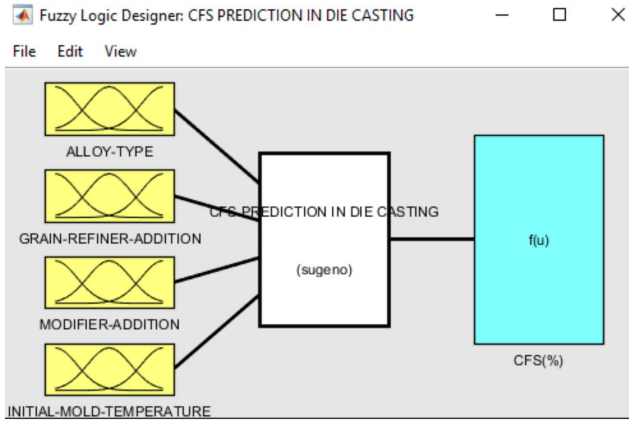 Fuzzy Logic Designer: CFS PREDICTION IN DIE CASTING
File Edit View
ALLOY-TYPE
GRAIN-REFINER-ADDITION
MODIFIER-ADDITION
INITIAL-MOLD-TEMPERATURE
CFS PREDICTION IN DIE CASTING
(sugeno)
f(u)
CFS(%)